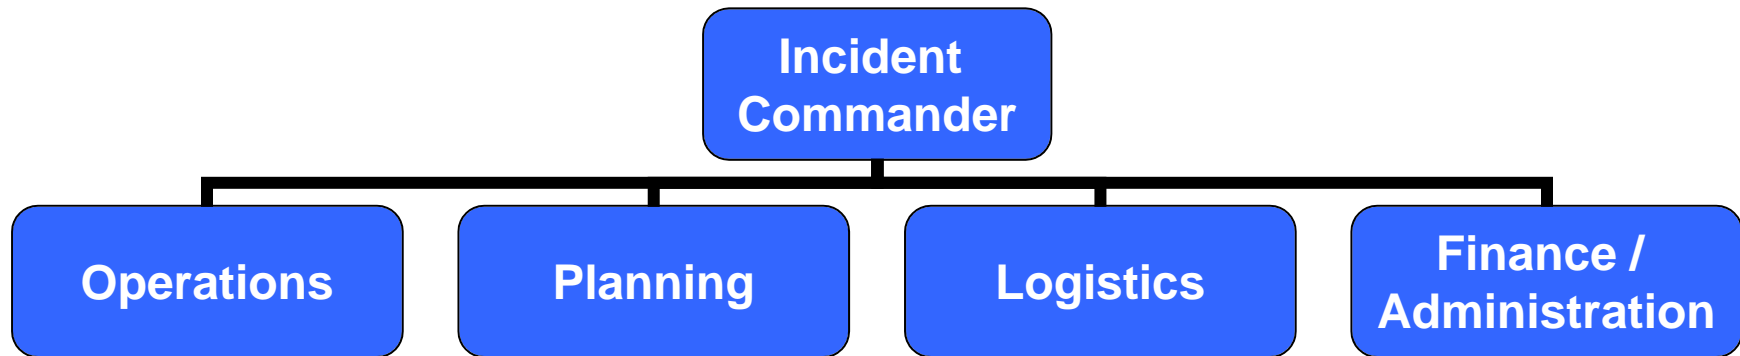 Incident
Commander
Operations
Planning
Logistics
Finance /
Administration